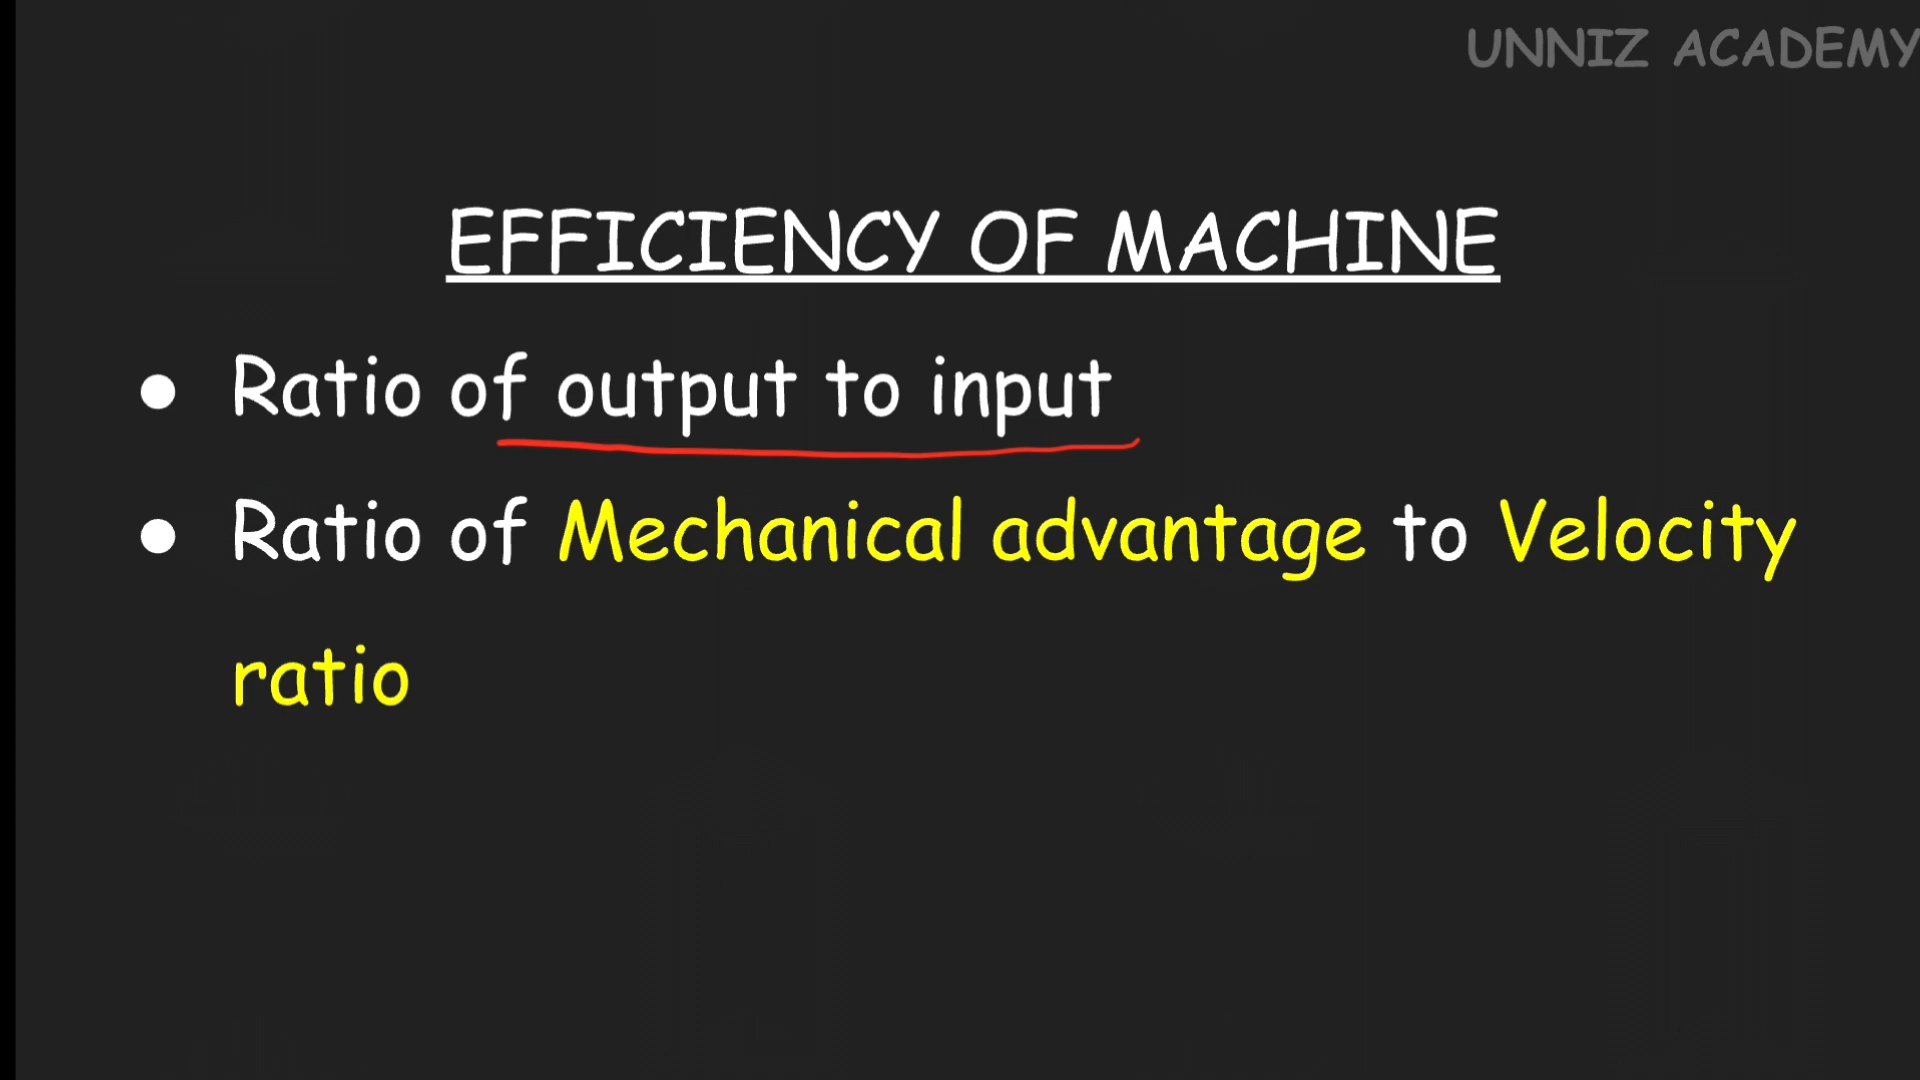 UNNIZ ACADEMY
EFFICIENCY OF MACHINE
● Ratio of output to input
● Ratio of Mechanical advantage to Velocity
ratio